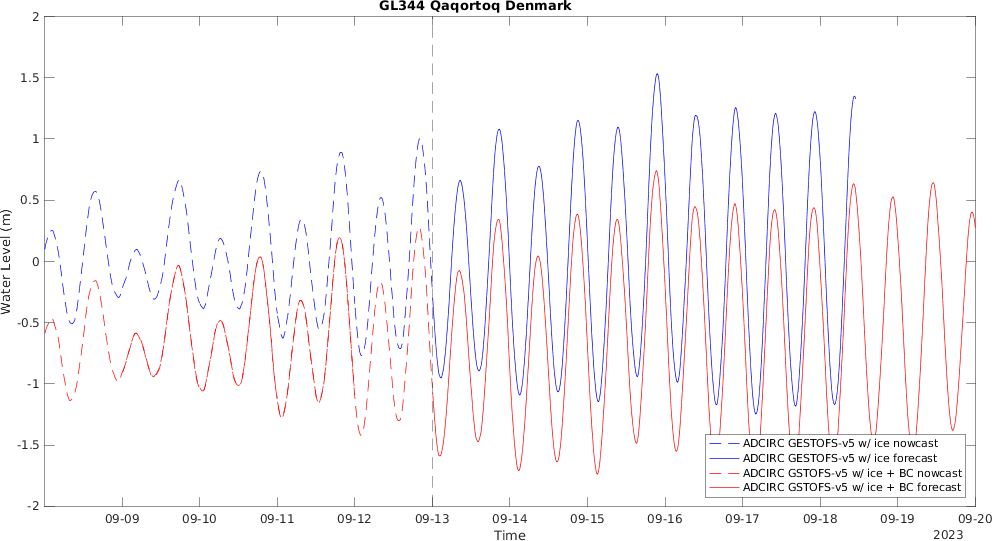 GL344 Qaqortoq Denmark
2
1.5
1
0.5
0
-0.5
-1
-1.5
-2
Water Level (m)
ADCIRC GESTOFS-v5 w/ ice nowcast
ADCIRC GESTOFS-v5 w/ ice forecast
ADCIRC GSTOFS-v5 w/ ice + BC nowcast
ADCIRC GSTOFS-v5 w/ ice + BC forecast
09-09 09-10 09-11 09-12 09-13 09-14 09-15 09-16 09-17 09-18 09-19 09-20
Time
2023